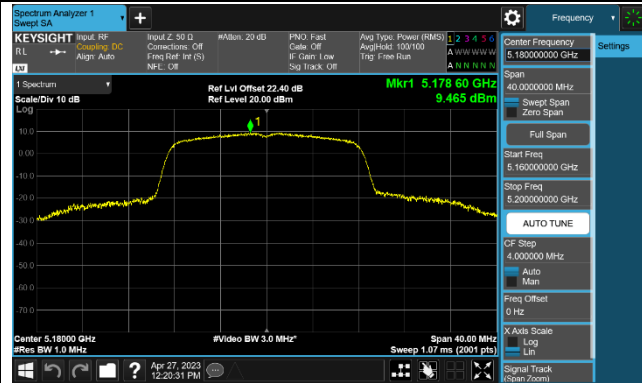 Spectrum Analyzer 1
Swept SA
+
Frequency
KEYSIGHT
RL
LXI
Input: RF
Coupling: DC
Align: Auto
Input Z: 50 Ω
Corrections: Off
Freq Ref: Int (S)
NFE: Off
#Atten: 20 dB
PNO: Fast
Gate: Off
IF Gain: Low
Sig Track: Off
Avg Type: Power (RMS)
Avg|Hold: 100/100
Trig: Free Run
1 2 3 4 5 6
A W W W W W
A N N N N N
1 Spectrum
Scale/Div 10 dB
Log
Ref Lvl Offset 22.40 dB
Ref Level 20.00 dBm
Mkr1 5.178 60 GHz
9.465 dBm
1
10.0
0.00
-10.0
-20.0
-30.0
-40.0
-50.0
-60.0
-70.0
Center 5.18000 GHz
#Res BW 1.0 MHz
#Video BW 3.0 MHz*
Span 40.00 MHz
Sweep 1.07 ms (2001 pts)
Apr 27, 2023
12:20:31 PM
?
Center Frequency
5.180000000 GHz
Settings
Span
40.0000000 MHz
Swept Span
Zero Span
Full Span
Start Freq
5.160000000 GHz
Stop Freq
5.200000000 GHz
AUTO TUNE
CF Step
4.000000 MHz
Auto
Man
Freq Offset
0 Hz
X Axis Scale
Log
Lin
Signal Track
(Span Zoom)